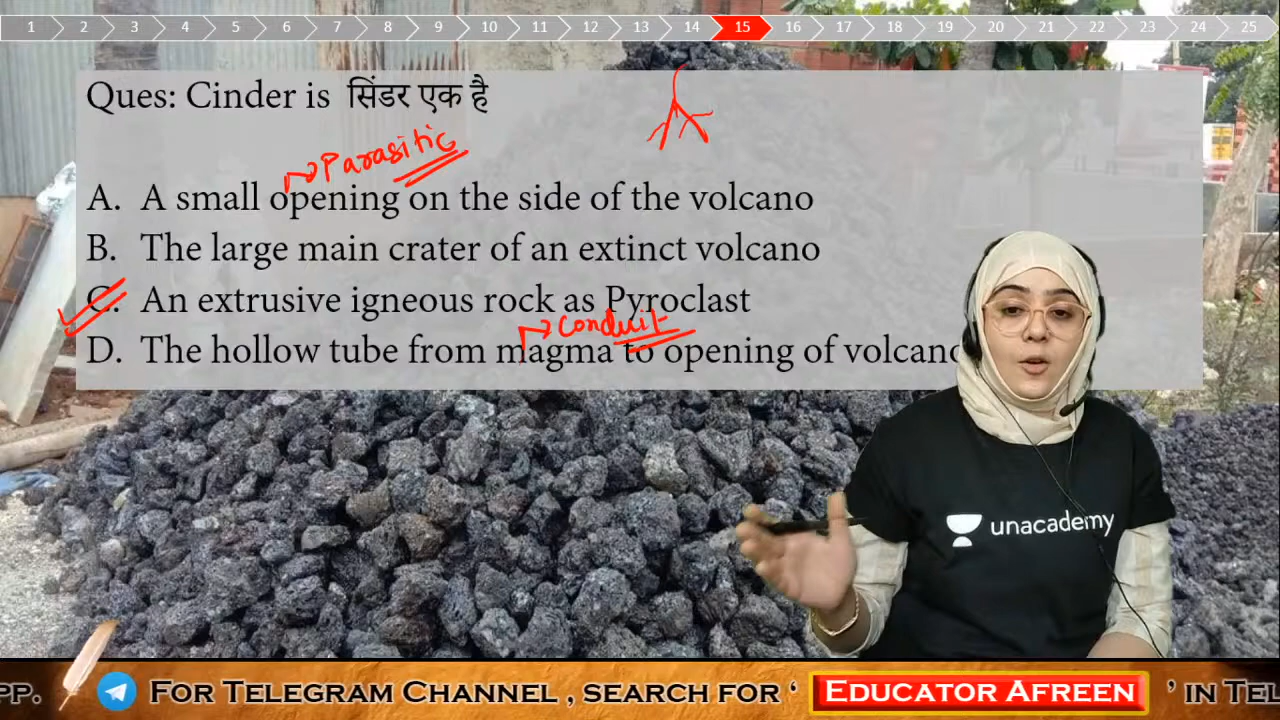 1 2 3 4 5 6 7 8 9 10 11 12 13 14 15 16 17 18 19 20 21 22 23 24 25
Ques: Cinder is सिंडर एक है
Parasitic
A. A small opening on the side of the volcano
B. The large main crater of an extinct volcano
C. An extrusive igneous rock as Pyroclast
Conduit
D. The hollow tube from magma to opening of volcano
unacademy
PP. FOR TELEGRAM CHANNEL , SEARCH FOR ‘ EDUCATOR AFREEN ’ IN TEL